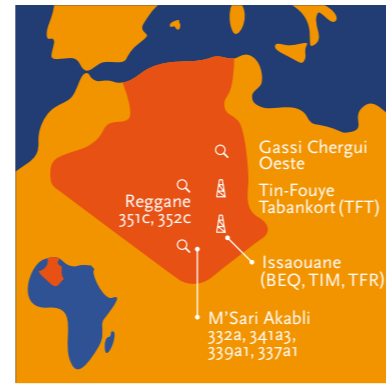 Gassi Chergui
Oeste
Tin-Fouye
Tabankort (TFT)
Reggane
351c, 352c
Issaouane
(BEQ, TIM, TFR)
M'Sari Akabli
332a, 341a3,
339a1, 337a1